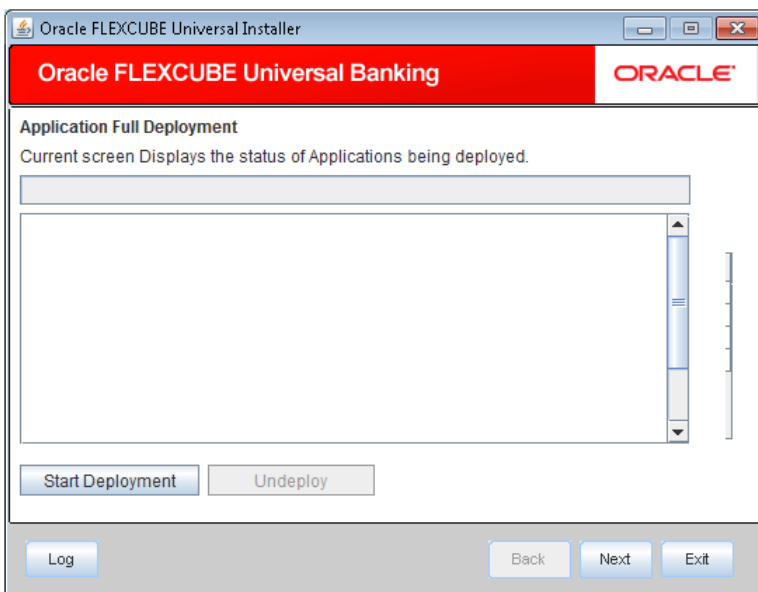 Oracle FLEXCUBE Universal Installer
Oracle FLEXCUBE Universal Banking
ORACLE
Application Full Deployment
Current screen Displays the status of Applications being deployed.
Start Deployment
Undeploy
Log
Back
Next
Exit